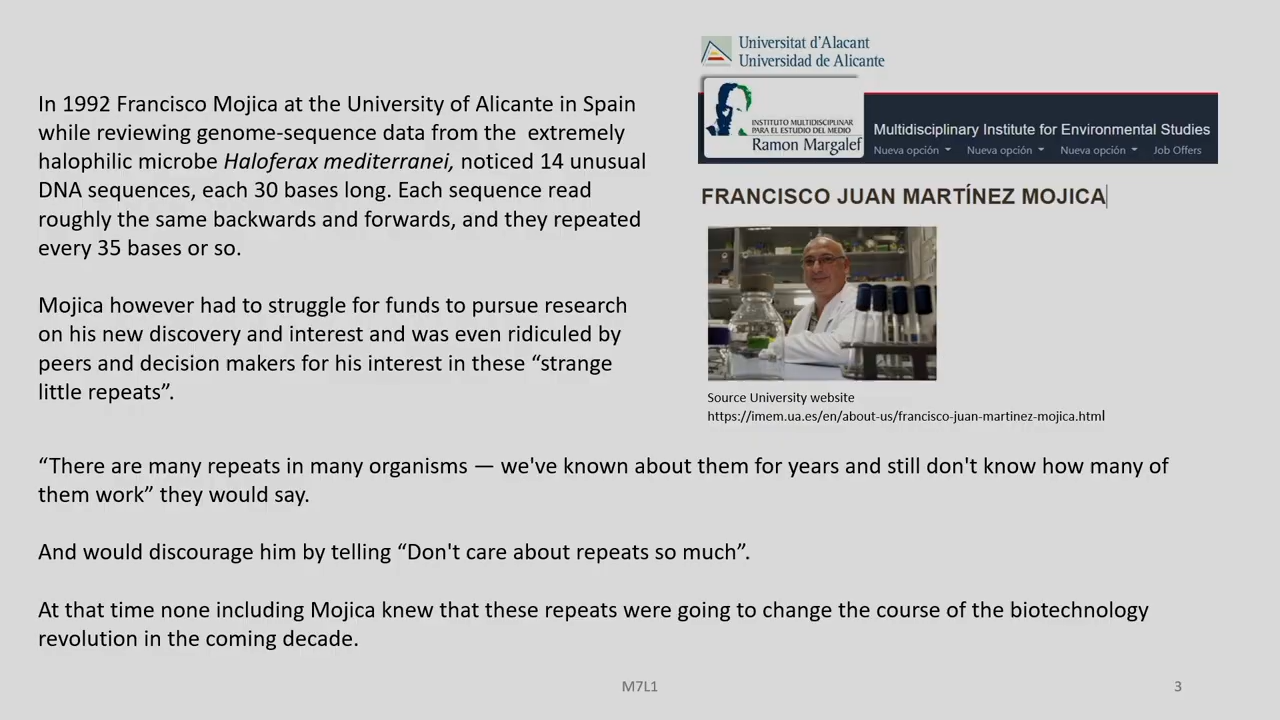 Universitat d'Alacant
Universidad de Alicante
INSTITUTO MULTIDISCIPLINAR
PARA EL ESTUDIO DEL MEDIO
Ramon Margalef
Multidisciplinary Institute for Environmental Studies
Nueva opción Nueva opción Nueva opción Job Offers
FRANCISCO JUAN MARTÍNEZ MOJICA
Source University website
https://imem.ua.es/en/about-us/francisco-juan-martinez-mojica.html
In 1992 Francisco Mojica at the University of Alicante in Spain
while reviewing genome-sequence data from the extremely
halophilic microbe Haloferax mediterranei, noticed 14 unusual
DNA sequences, each 30 bases long. Each sequence read
roughly the same backwards and forwards, and they repeated
every 35 bases or so.
Mojica however had to struggle for funds to pursue research
on his new discovery and interest and was even ridiculed by
peers and decision makers for his interest in these “strange
little repeats”.
“There are many repeats in many organisms — we've known about them for years and still don't know how many of
them work” they would say.
And would discourage him by telling “Don't care about repeats so much”.
At that time none including Mojica knew that these repeats were going to change the course of the biotechnology
revolution in the coming decade.
M7L1
3